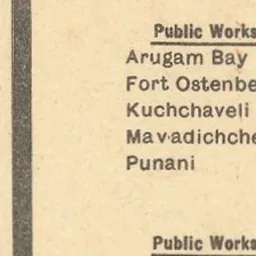 Public Works
Arugam Bay
Fort Ostenbe
Kuchchaveli
Mavadichche
Punani
Public Works